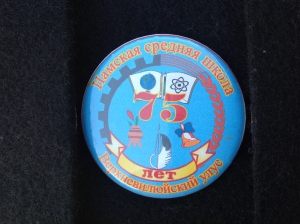 Намская средняя школа
75
лет
Верхневилюйский улус